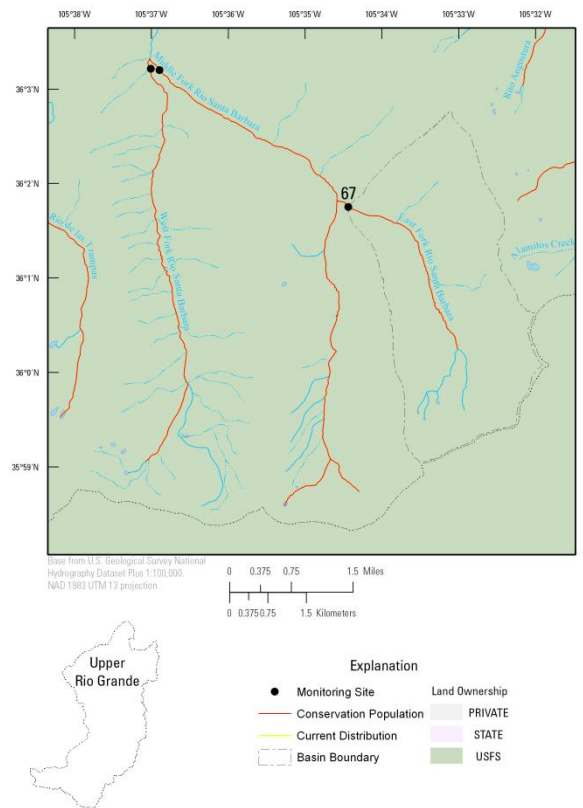 105°38'W 105°37'W 105°36'W 105°35'W 105°34'W 105°33'W 105°32'W
36°3'N
36°2'N
36°1'N
36°0'N
35°59'N
Middle Fork Rio Santa Barbara
Rito Angostura
67
Rio de las Trampas
West Fork Rio Santa Barbara
East Fork Rio Santa Barbara
Alamitos Creek
Base from U.S. Geological Survey National
Hydrography Dataset Plus 1:100,000.
NAD 1983 UTM 13 projection
0 0.375 0.75 1.5 Miles
0 0.375 0.75 1.5 Kilometers
Upper
Rio Grande
Explanation
Monitoring Site
Conservation Population
Current Distribution
Basin Boundary
Land Ownership
PRIVATE
STATE
USFS